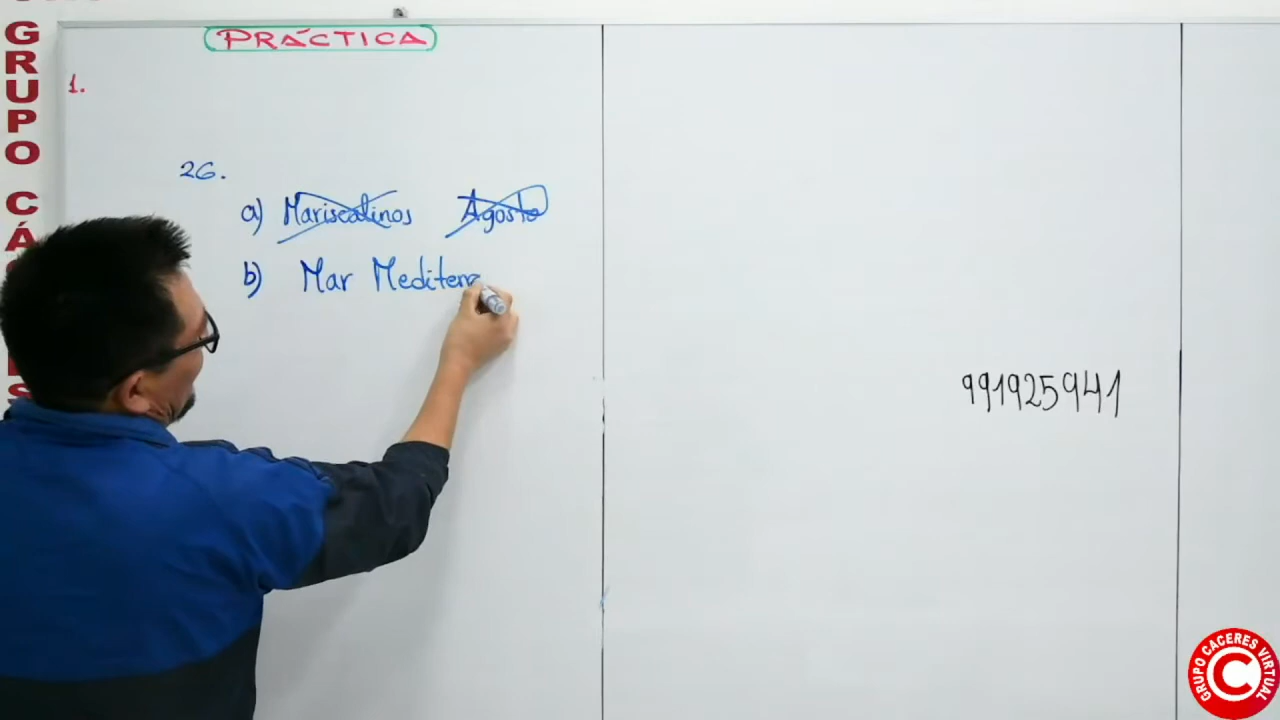 GRUPO CÁ
PRÁCTICA
1.
26.
a) Mariscalinos Agosto
b) Mar Mediterr
991925941
GRUPO CACERES VIRTUAL
C